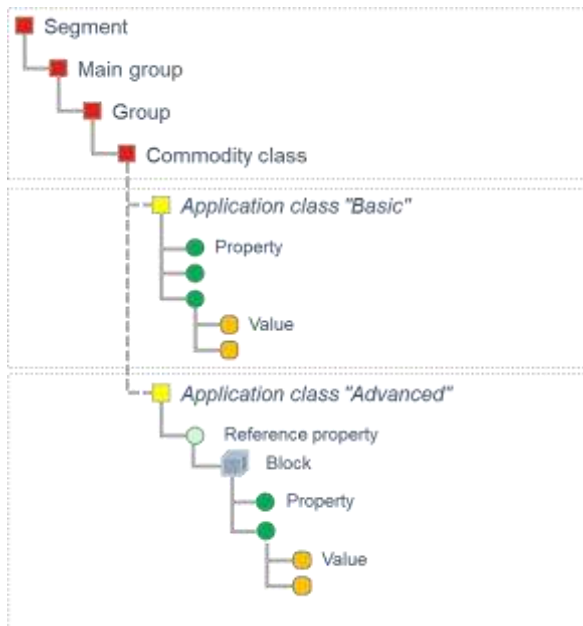 Segment
Main group
Group
Commodity class
Application class "Basic"
Property
Value
Application class "Advanced"
Reference property
Block
Property
Value